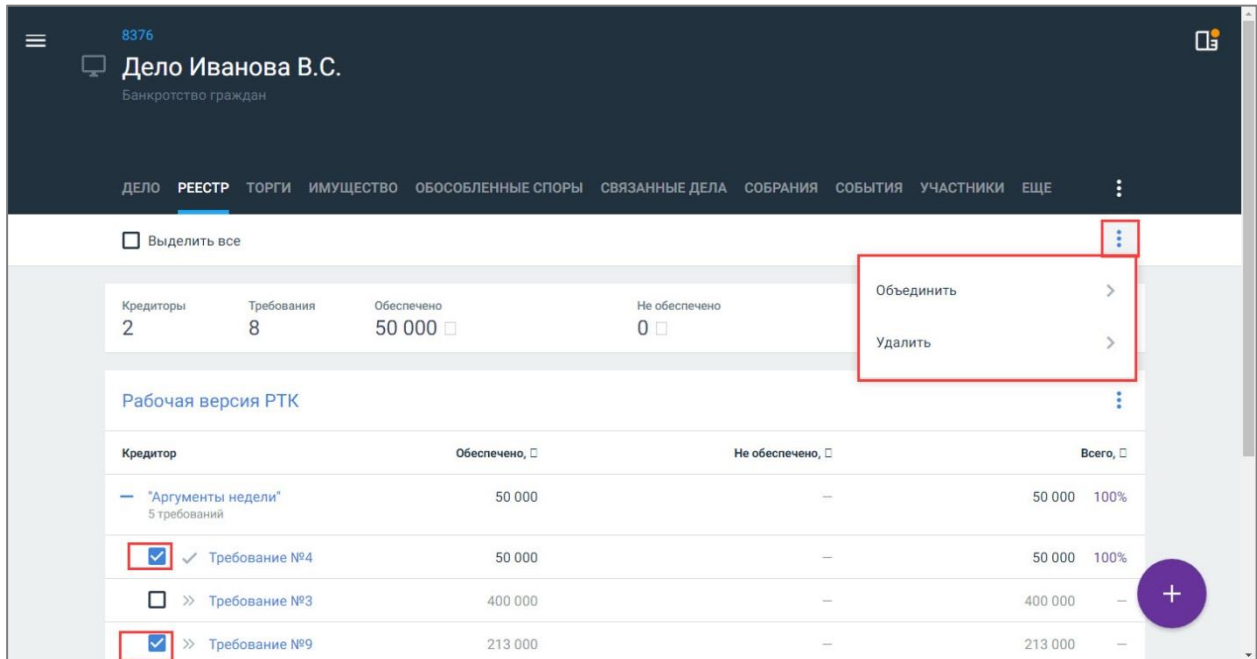 8376
Дело Иванова В.С.
Банкротство граждан
ДЕЛО РЕЕСТР ТОРГИ ИМУЩЕСТВО ОБОСОБЛЕННЫЕ СПОРЫ СВЯЗАННЫЕ ДЕЛА СОБРАНИЯ СОБЫТИЯ УЧАСТНИКИ ЕЩЕ
Выделить все
Объединить
Удалить
Кредиторы Требования Обеспечено Не обеспечено
2 8 50 000 0
Рабочая версия РТК
Кредитор Обеспечено, Не обеспечено, Всего,
"Аргументы недели" 50 000 — 50 000 100%
5 требований
Требование №4 50 000 — 50 000 100%
Требование №3 400 000 — 400 000 —
Требование №9 213 000 — 213 000 —